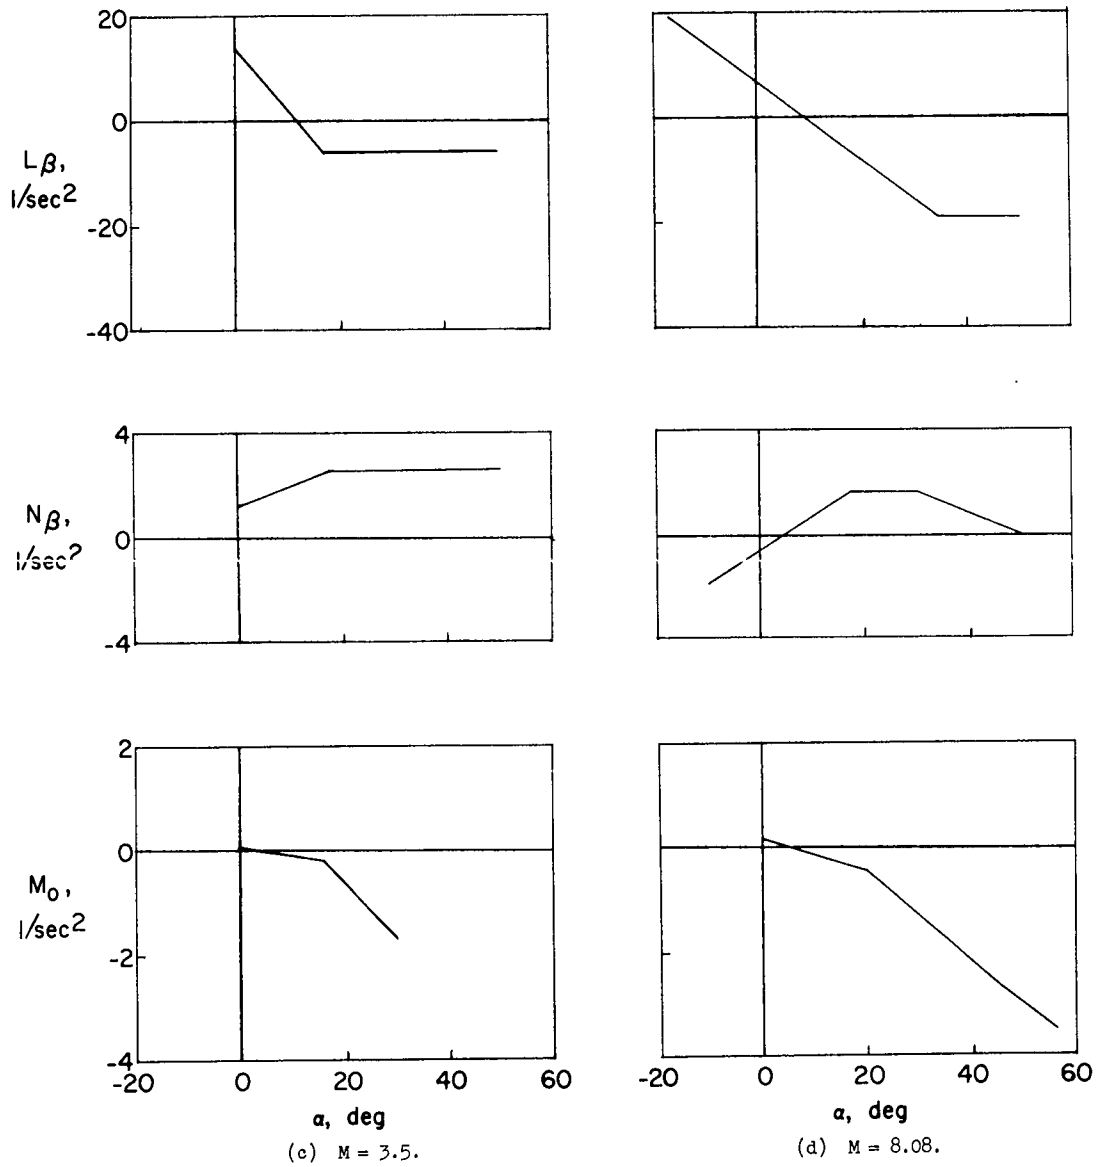 20
0
-20
-40
Lβ,
1/sec2
4
0
-4
Nβ,
1/sec2
2
0
-2
-4
M0,
1/sec2
-20 0 20 40 60
-20 0 20 40 60
α, deg
α, deg
(c) M = 3.5.
(d) M = 8.08.